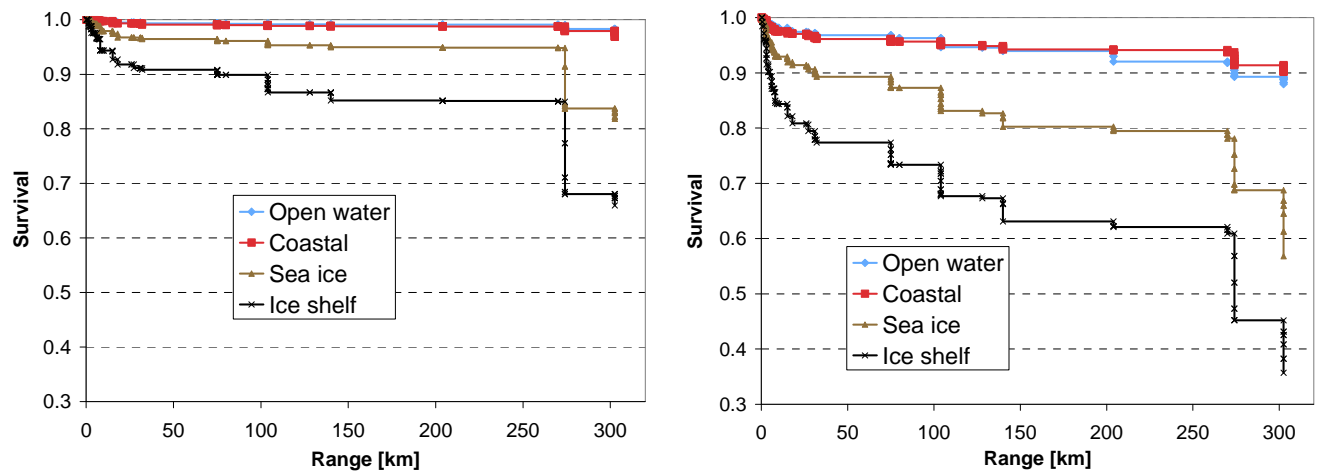 1.0
0.9
0.8
0.7
0.6
0.5
0.4
0.3
Survival
Open water
Coastal
Sea ice
Ice shelf
0 50 100 150 200 250 300
Range [km]
1.0
0.9
0.8
0.7
0.6
0.5
0.4
0.3
Survival
Open water
Coastal
Sea ice
Ice shelf
0 50 100 150 200 250 300
Range [km]